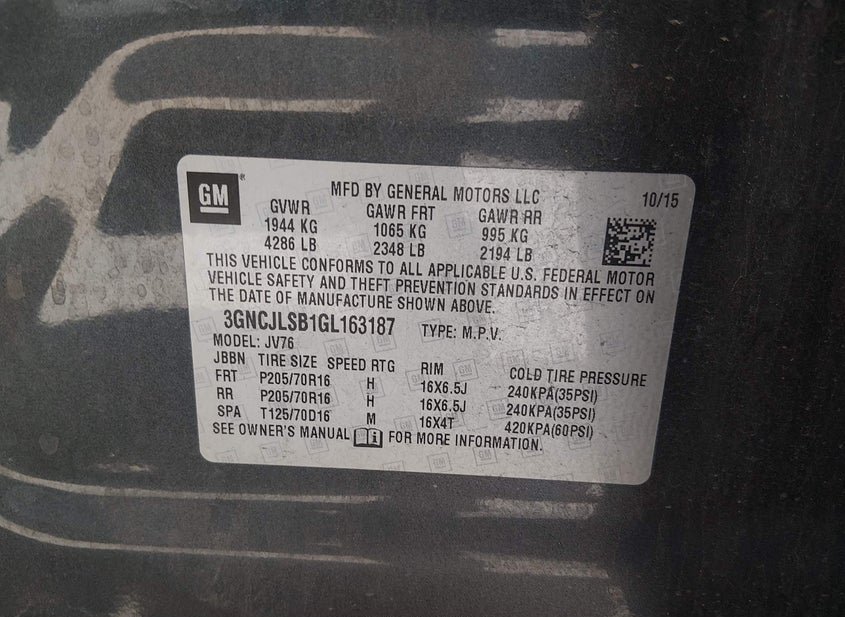 GM
MFD BY GENERAL MOTORS LLC 10/15
GVWR GAWR FRT GAWR RR
1944 KG 1065 KG 995 KG
4286 LB 2348 LB 2194 LB
THIS VEHICLE CONFORMS TO ALL APPLICABLE U.S. FEDERAL MOTOR
VEHICLE SAFETY AND THEFT PREVENTION STANDARDS IN EFFECT ON
THE DATE OF MANUFACTURE SHOWN ABOVE.
3GNCJLSB1GL163187 TYPE: M.P.V.
MODEL: JV76
JBBN TIRE SIZE SPEED RTG RIM COLD TIRE PRESSURE
FRT P205/70R16 H 16X6.5J 240KPA(35PSI)
RR P205/70R16 H 16X6.5J 240KPA(35PSI)
SPA T125/70D16 M 16X4T 420KPA(60PSI)
SEE OWNER'S MANUAL FOR MORE INFORMATION.